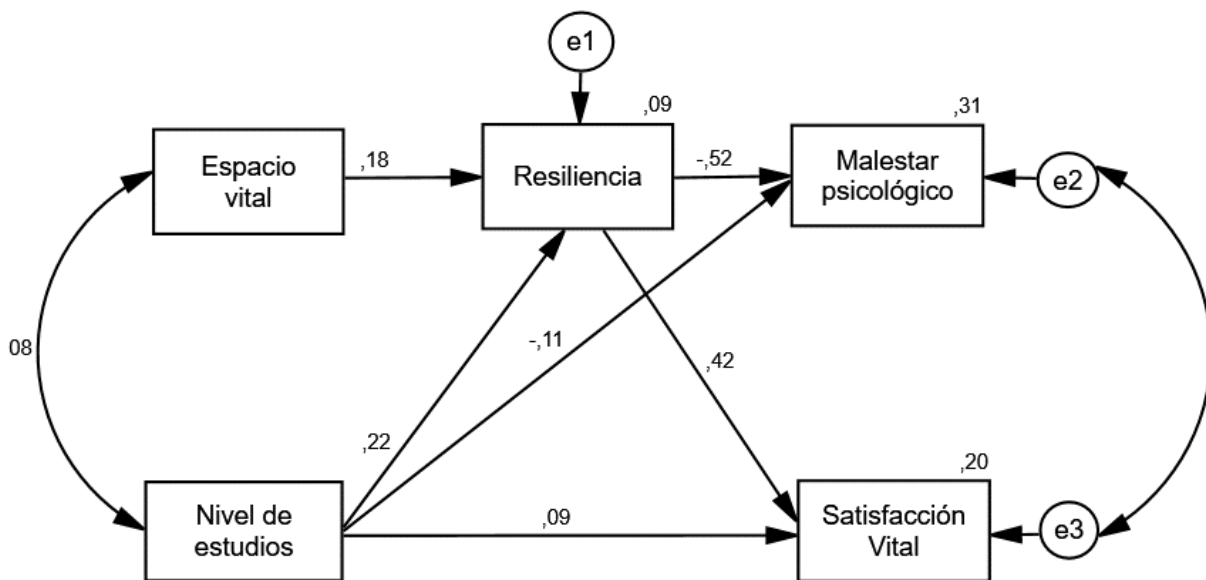 e1
,09
,31
Espacio
vital
,18
Resiliencia
-,52
Malestar
psicológico
e2
08
-,11
,42
,22
,20
Nivel de
estudios
,09
Satisfacción
Vital
e3